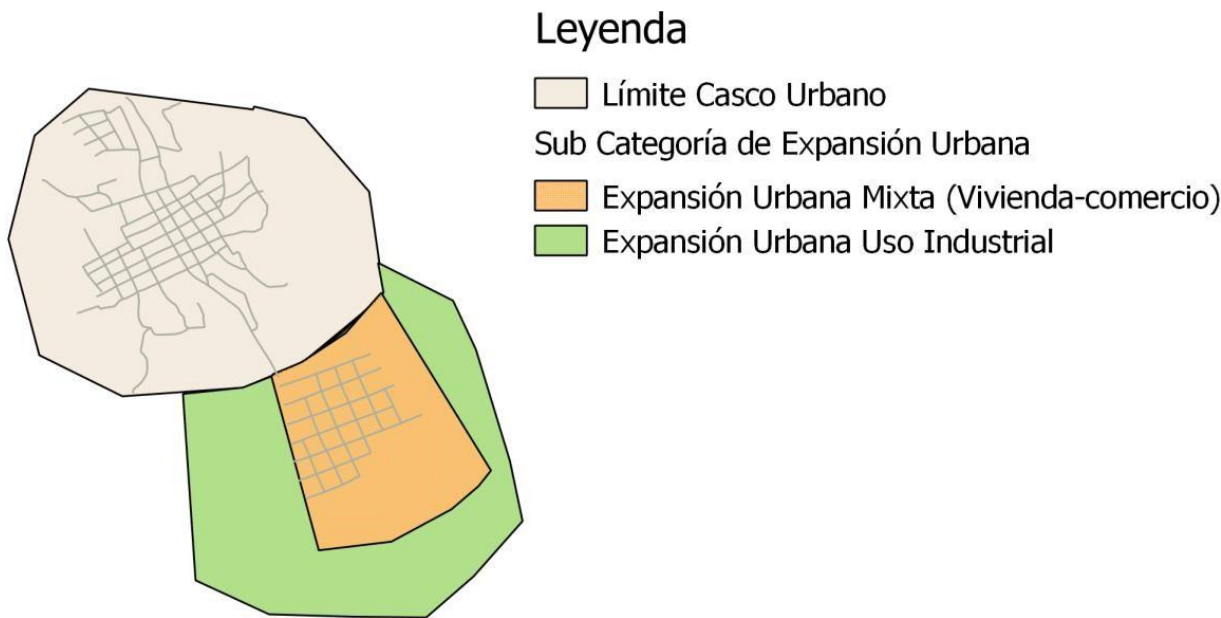 Leyenda
Límite Casco Urbano
Sub Categoría de Expansión Urbana
Expansión Urbana Mixta (Vivienda-comercio)
Expansión Urbana Uso Industrial